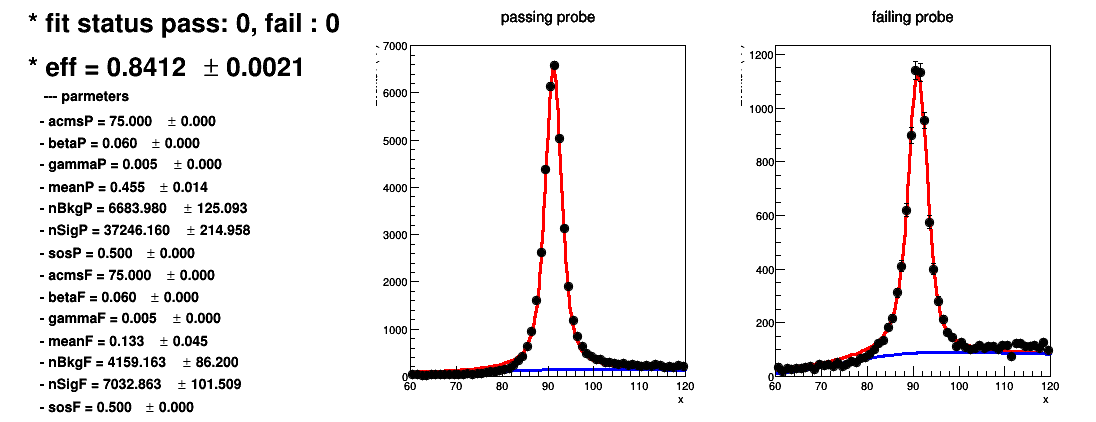 * fit status pass: 0, fail : 0
* eff = 0.8412 ± 0.0021
--- parmeters
- acmsP = 75.000 ± 0.000
- betaP = 0.060 ± 0.000
- gammaP = 0.005 ± 0.000
- meanP = 0.455 ± 0.014
- nBkgP = 6683.980 ± 125.093
- nSigP = 37246.160 ± 214.958
- sosP = 0.500 ± 0.000
- acmsF = 75.000 ± 0.000
- betaF = 0.060 ± 0.000
- gammaF = 0.005 ± 0.000
- meanF = 0.133 ± 0.045
- nBkgF = 4159.163 ± 86.200
- nSigF = 7032.863 ± 101.509
- sosF = 0.500 ± 0.000
passing probe
7000
6000
5000
4000
3000
2000
1000
0
60 70 80 90 100 110 120
x
failing probe
1200
1000
800
600
400
200
0
60 70 80 90 100 110 120
x